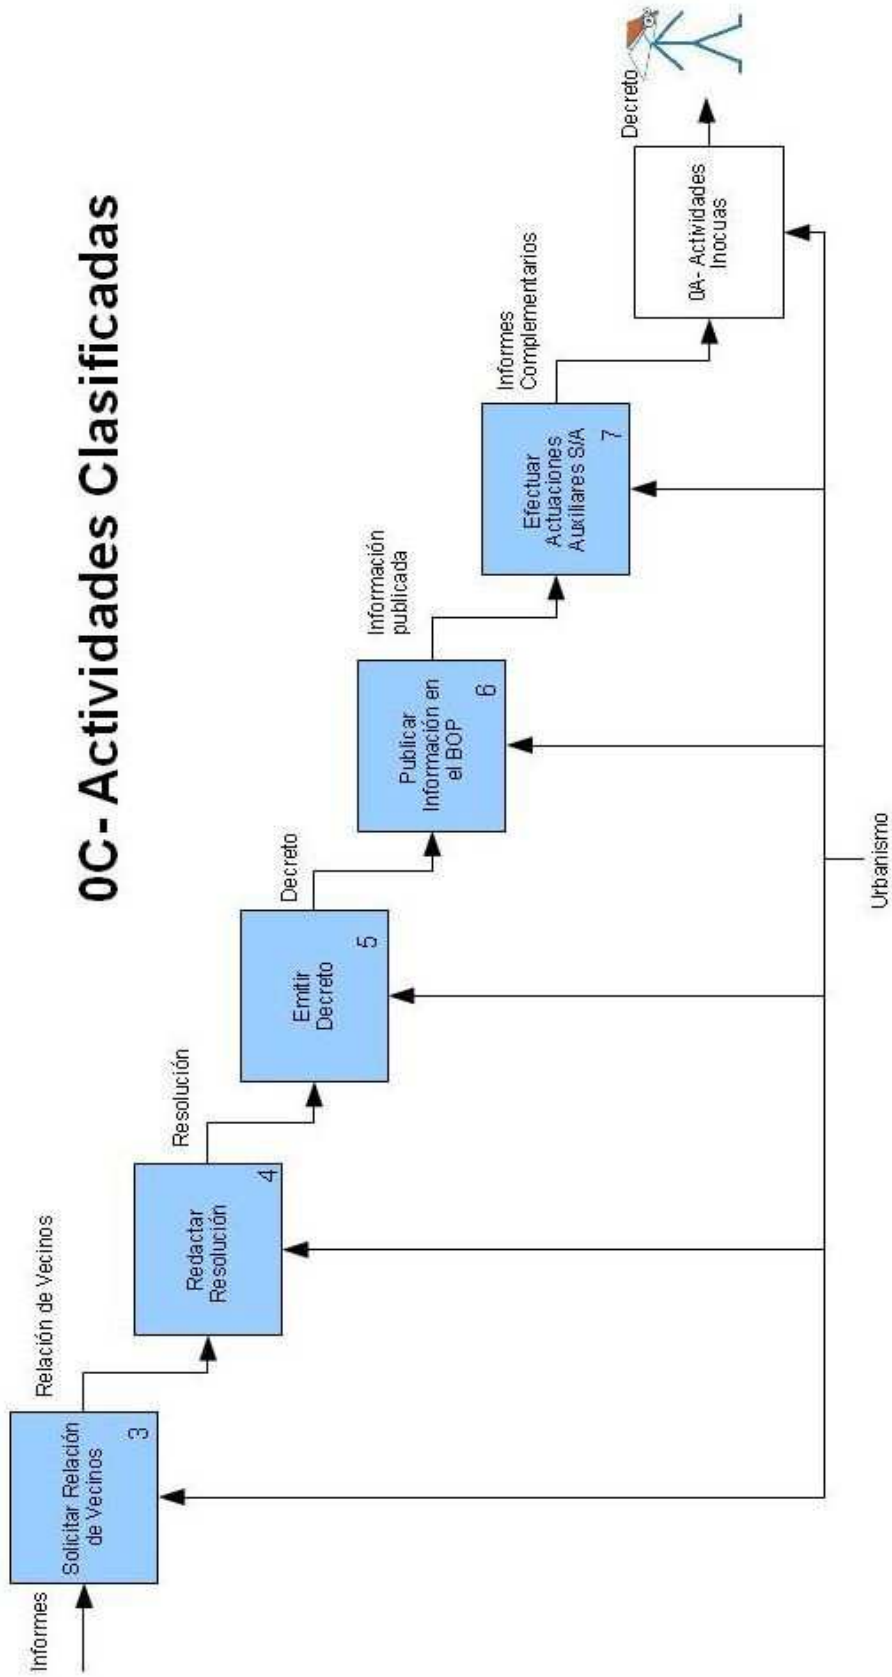 0C- Actividades Clasificadas
Informes
Solicitar Relación
de Vecinos
3
Relación de Vecinos
Redactar
Resolución
4
Resolución
Emitir
Decreto
5
Decreto
Publicar
Información en
el BOP
6
Información
publicada
Efectuar
Actuaciones
Auxiliares S/A
7
Informes
Complementarios
0A- Actividades
Inocuas
Decreto
Urbanismo